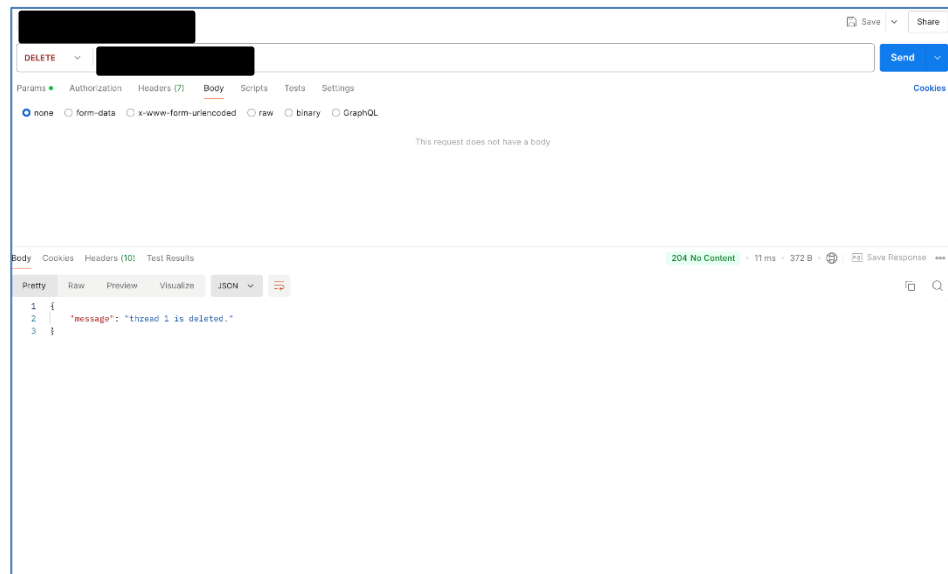 Save Share
DELETE Send
Params Authorization Headers (7) Body Scripts Tests Settings Cookies
none form-data x-www-form-urlencoded raw binary GraphQL
This request does not have a body
Body Cookies Headers (10) Test Results 204 No Content 11 ms 372 B Save Response
Pretty Raw Preview Visualize JSON
1 {
2 "message": "thread 1 is deleted."
3 }